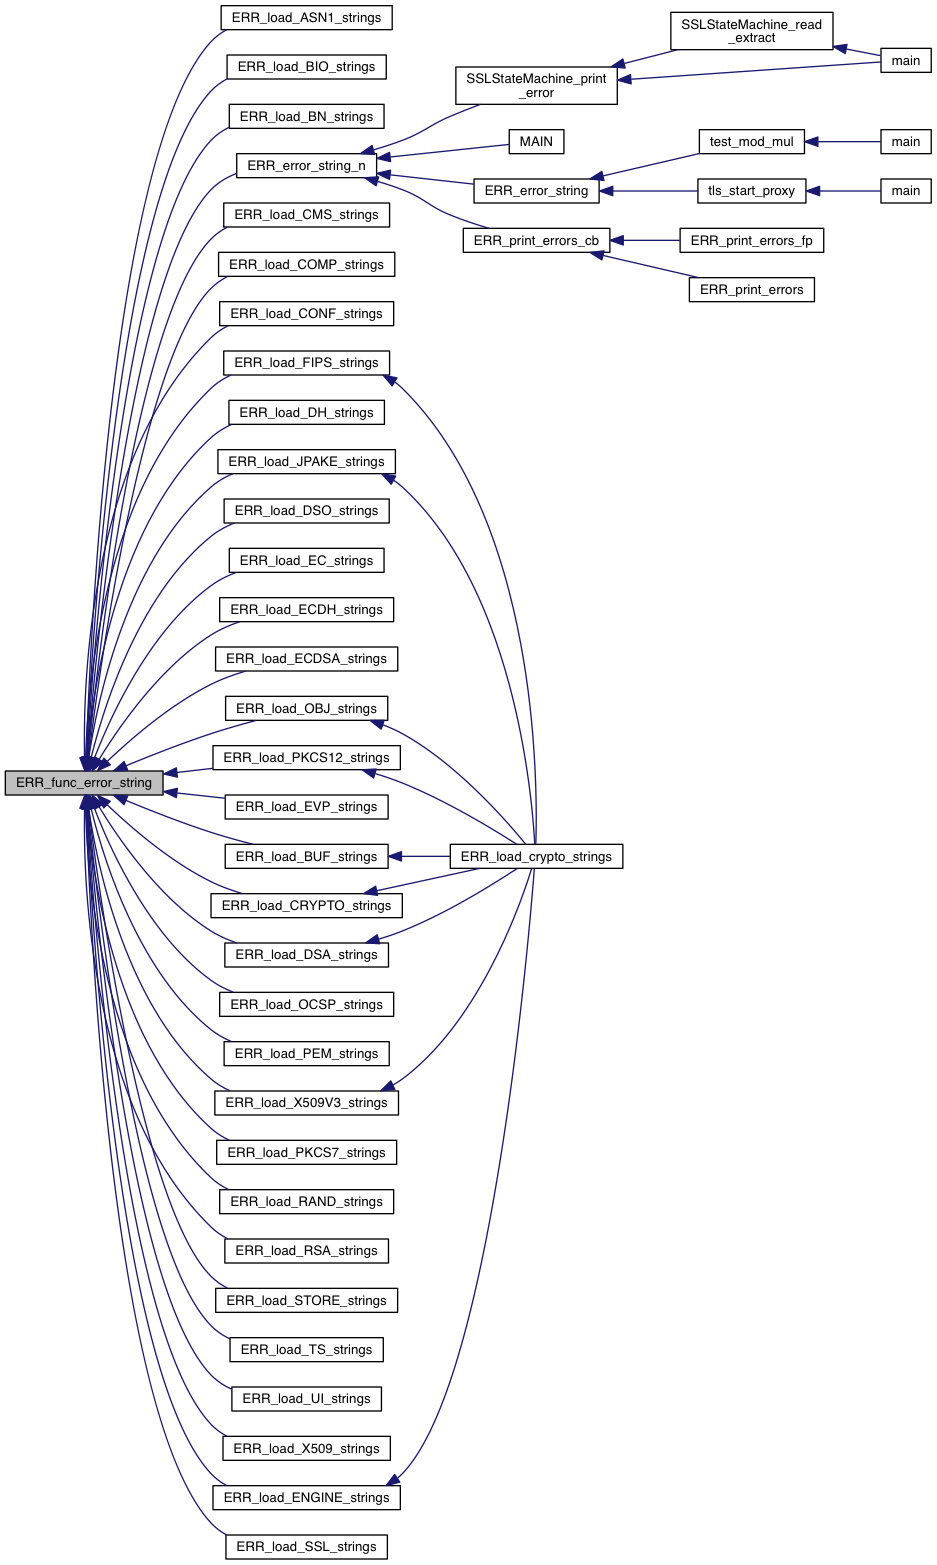 ERR_load_ASN1_strings
SSLStateMachine_read
_extract
main
ERR_load_BIO_strings
SSLStateMachine_print
_error
ERR_load_BN_strings
MAIN
test_mod_mul
main
ERR_error_string_n
ERR_error_string
tls_start_proxy
main
ERR_load_CMS_strings
ERR_print_errors_cb
ERR_print_errors_fp
ERR_load_COMP_strings
ERR_print_errors
ERR_load_CONF_strings
ERR_load_FIPS_strings
ERR_load_DH_strings
ERR_load_JPAKE_strings
ERR_load_DSO_strings
ERR_load_EC_strings
ERR_load_ECDH_strings
ERR_load_ECDSA_strings
ERR_load_OBJ_strings
ERR_load_PKCS12_strings
ERR_func_error_string
ERR_load_EVP_strings
ERR_load_BUF_strings
ERR_load_crypto_strings
ERR_load_CRYPTO_strings
ERR_load_DSA_strings
ERR_load_OCSP_strings
ERR_load_PEM_strings
ERR_load_X509V3_strings
ERR_load_PKCS7_strings
ERR_load_RAND_strings
ERR_load_RSA_strings
ERR_load_STORE_strings
ERR_load_TS_strings
ERR_load_UI_strings
ERR_load_X509_strings
ERR_load_ENGINE_strings
ERR_load_SSL_strings